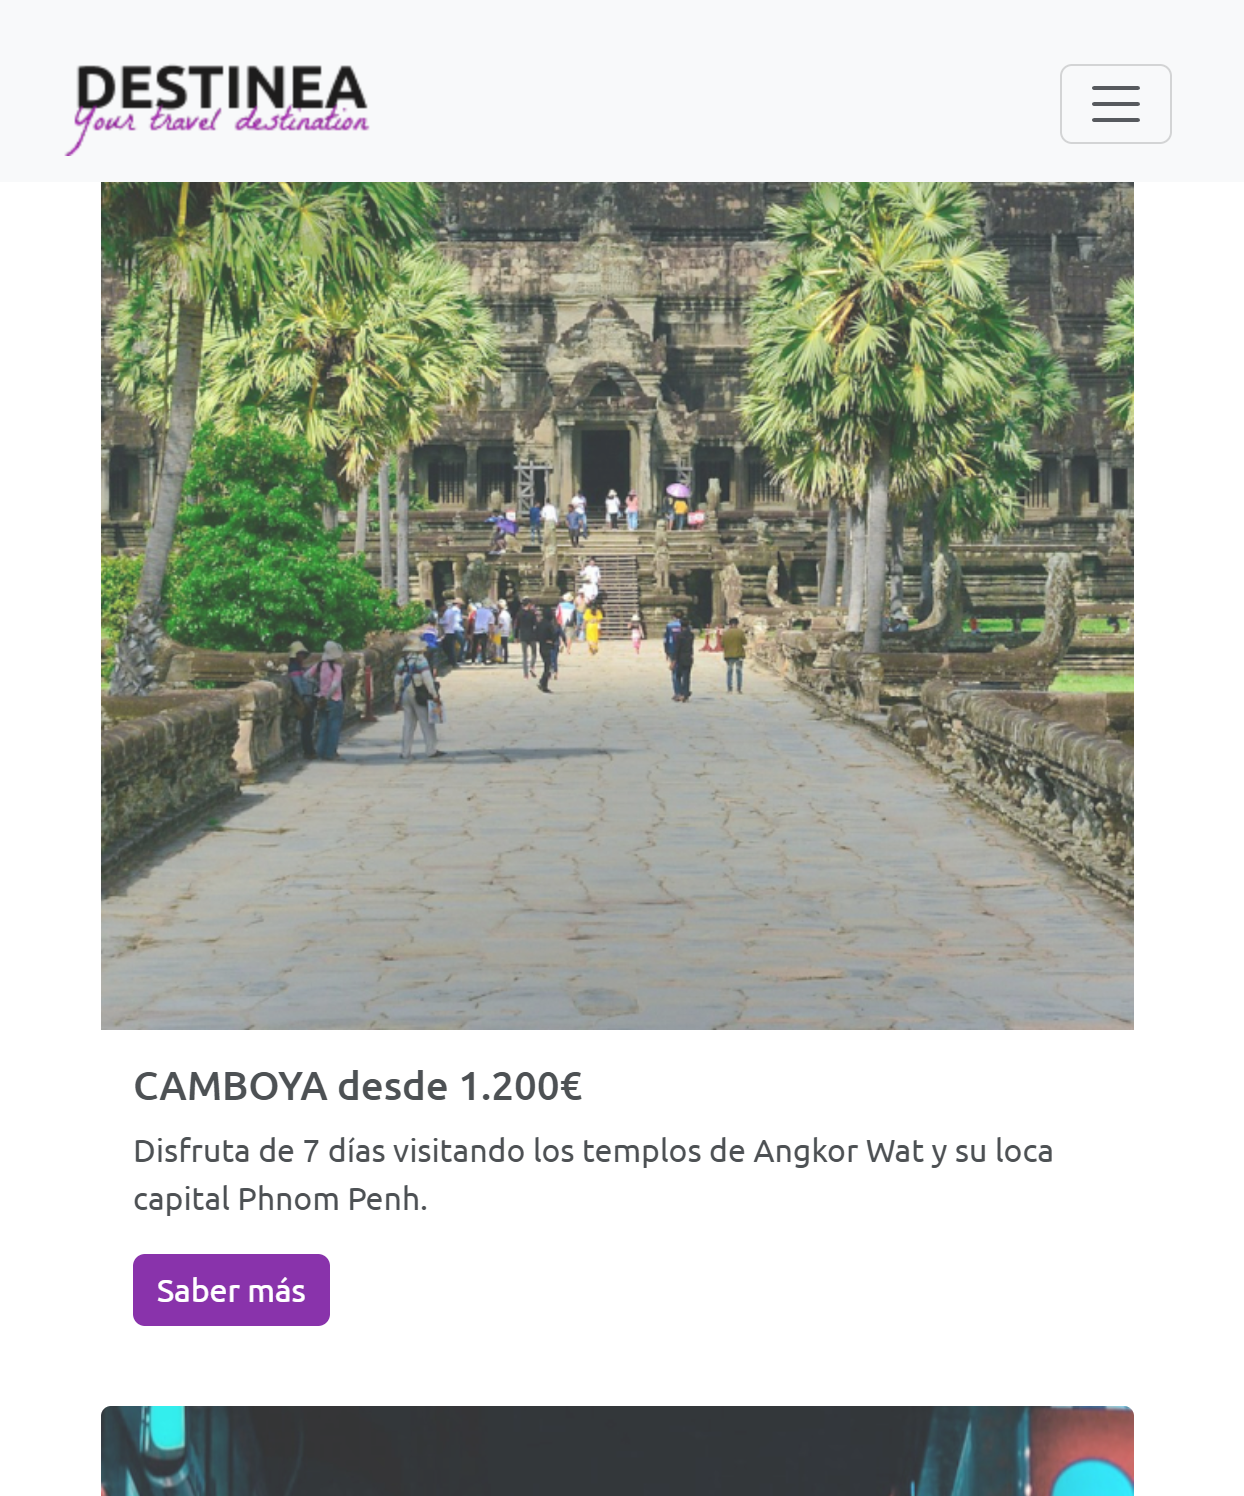 DESTINEA
Your travel destination
CAMBOYA desde 1.200€
Disfruta de 7 días visitando los templos de Angkor Wat y su loca
capital Phnom Penh.
Saber más